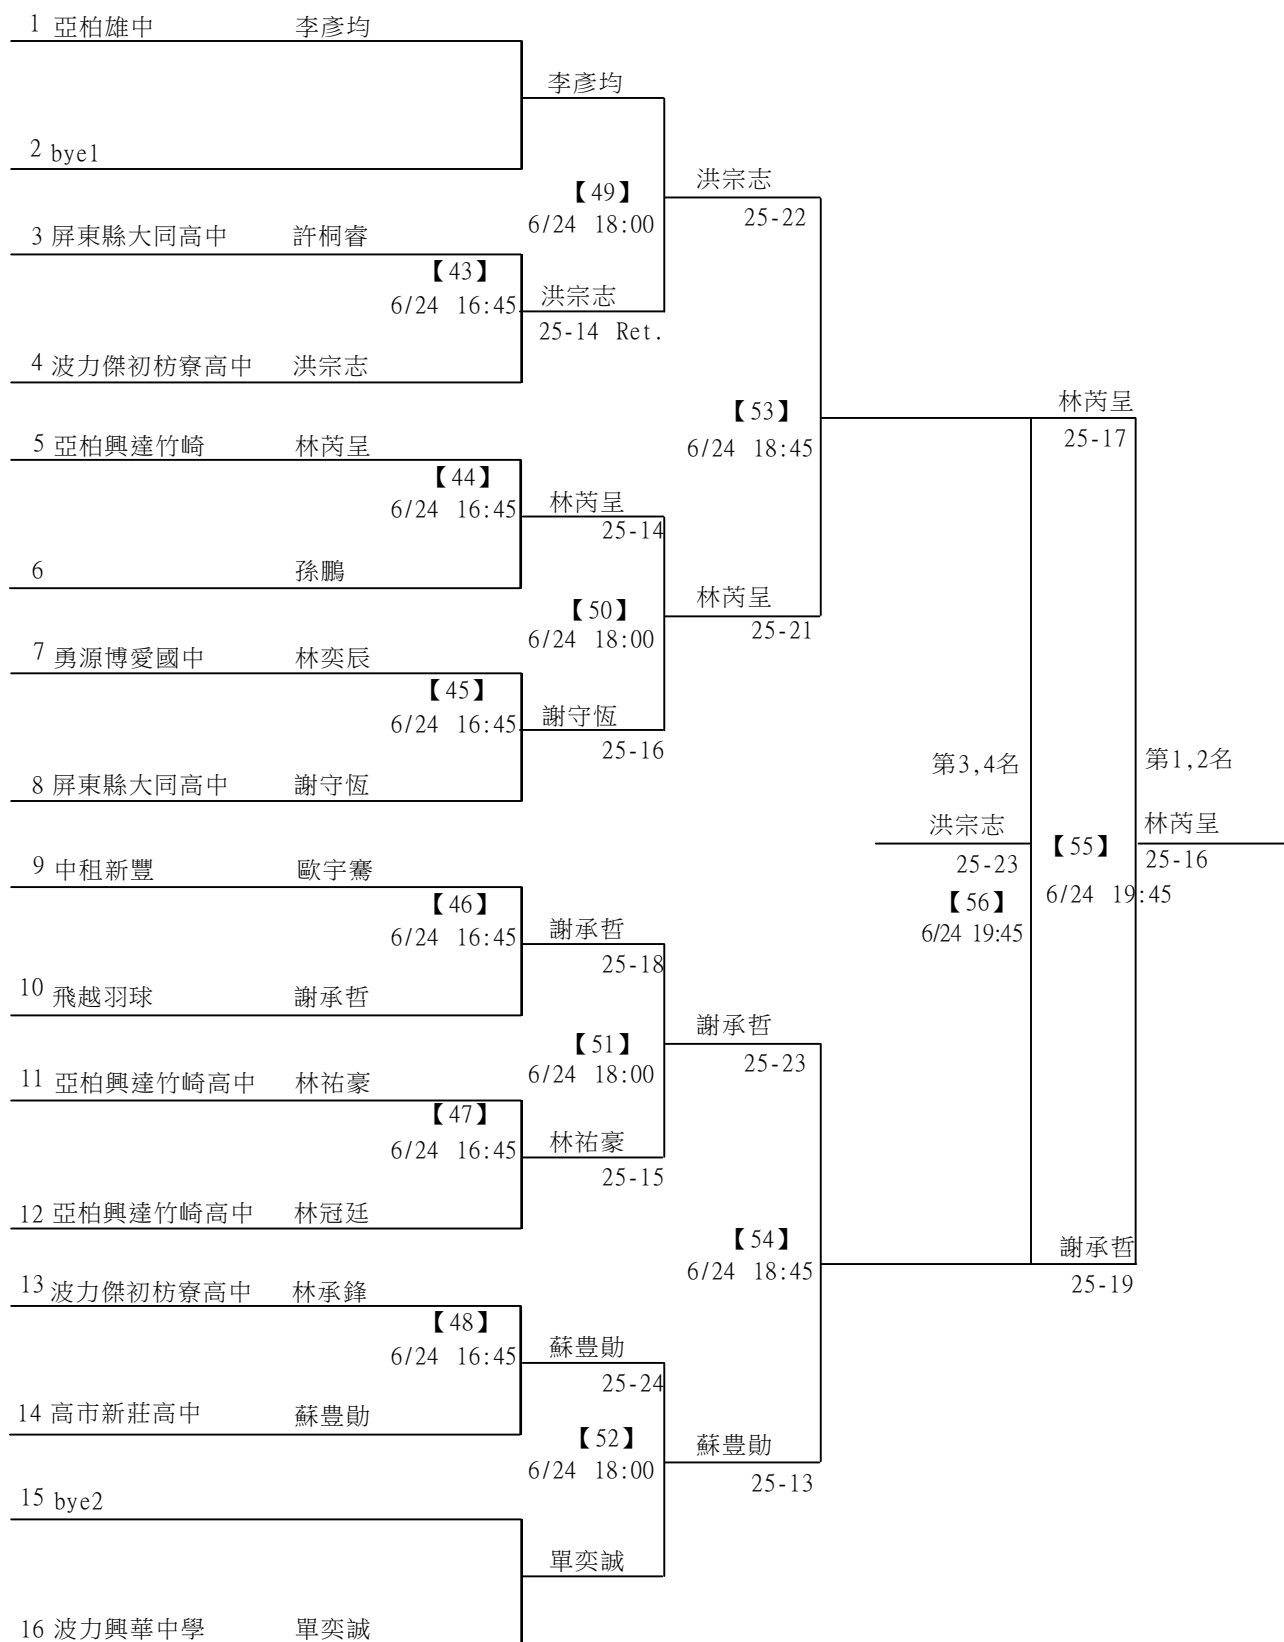 1 亞柏雄中 李彥均
李彥均
2 bye1
【49】
洪宗志
6/24 18:00
25-22
3 屏東縣大同高中 許桐睿
【43】
6/24 16:45
洪宗志
25-14 Ret.
4 波力傑初枋寮高中 洪宗志
【53】
6/24 18:45
林芮呈
25-17
5 亞柏興達竹崎 林芮呈
【44】
6/24 16:45
林芮呈
25-14
6 孫鵬
【50】
6/24 18:00
林芮呈
25-21
7 勇源博愛國中 林奕辰
【45】
6/24 16:45
謝守恆
25-16
8 屏東縣大同高中 謝守恆
第3,4名
第1,2名
洪宗志
25-23
【56】
6/24 19:45
【55】
6/24 19:45
林芮呈
25-16
9 中租新豐 歐宇騫
【46】
6/24 16:45
謝承哲
25-18
10 飛越羽球 謝承哲
【51】
6/24 18:00
謝承哲
25-23
11 亞柏興達竹崎高中 林祐豪
【47】
6/24 16:45
林祐豪
25-15
12 亞柏興達竹崎高中 林冠廷
【54】
6/24 18:45
謝承哲
25-19
13 波力傑初枋寮高中 林承鋒
【48】
6/24 16:45
蘇豊勛
25-24
14 高市新莊高中 蘇豊勛
【52】
6/24 18:00
蘇豊勛
25-13
15 bye2
單奕誠
16 波力興華中學 單奕誠